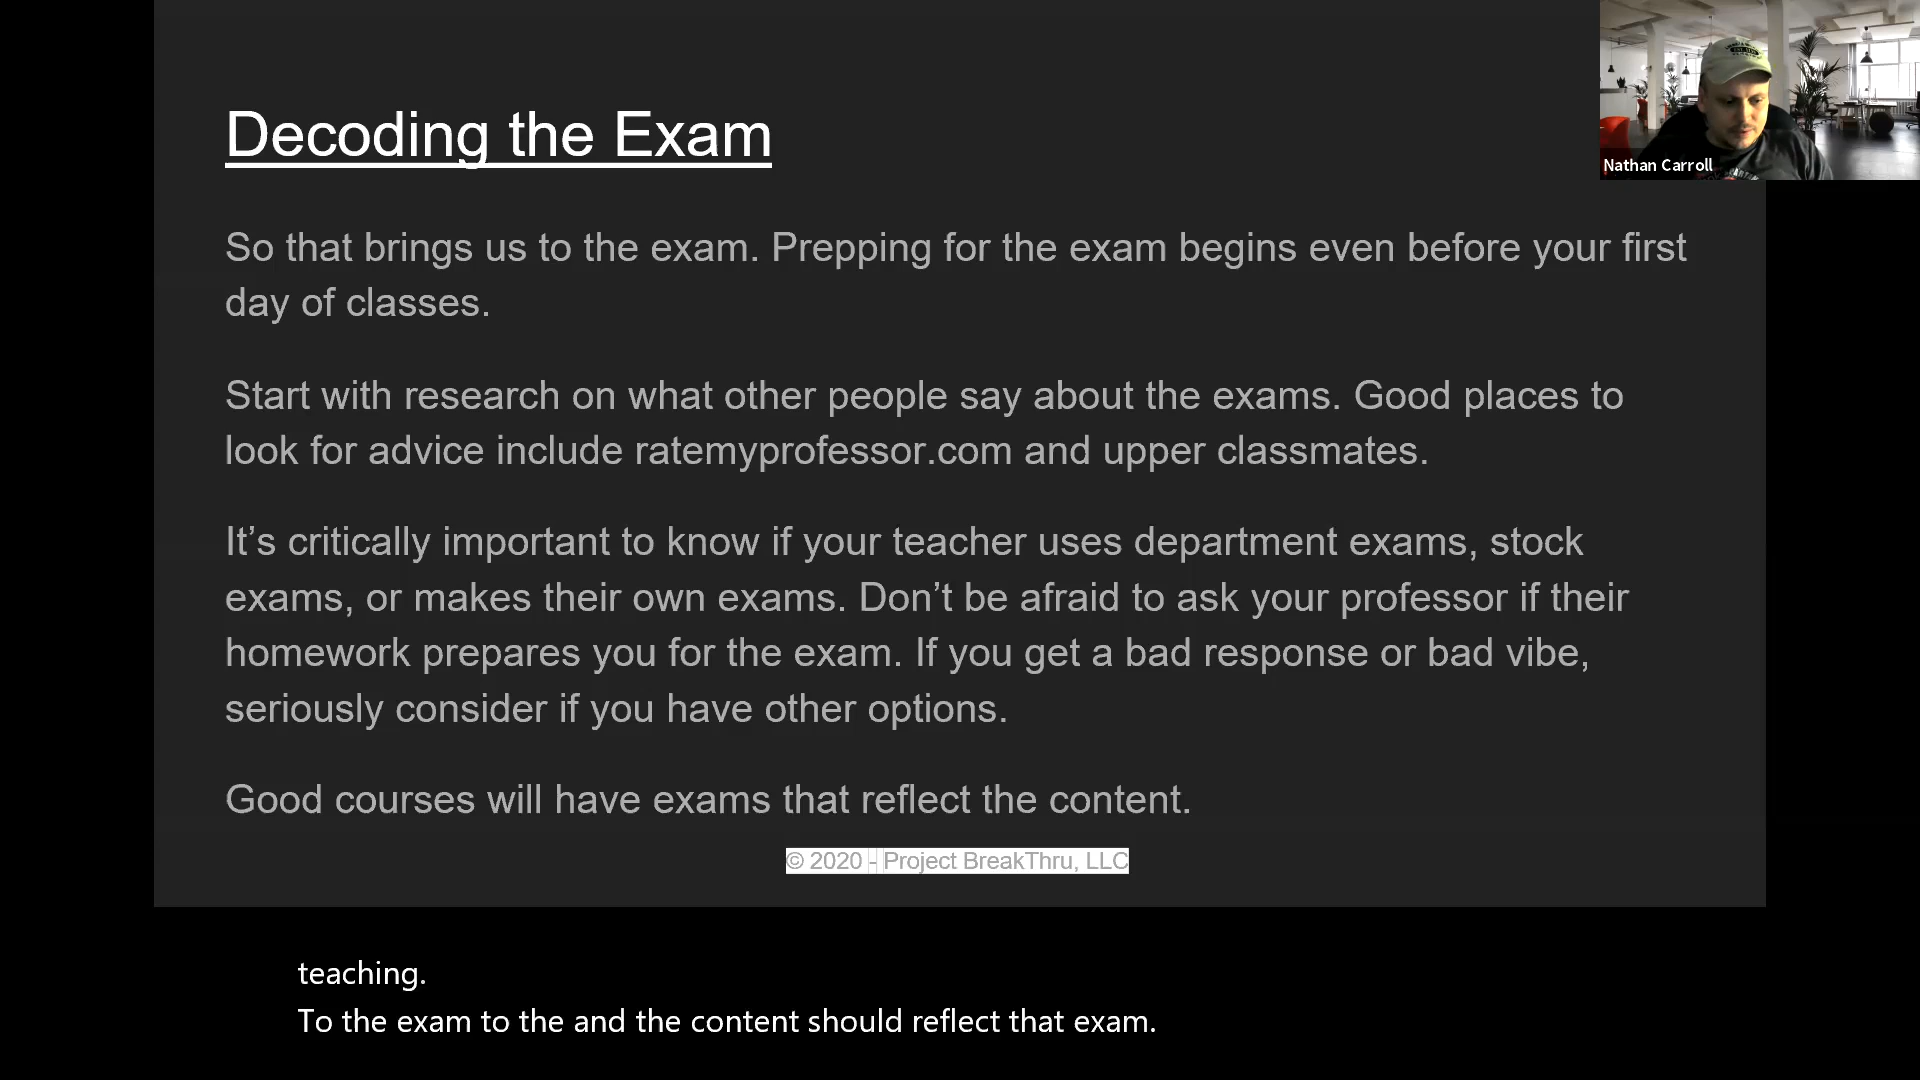 Decoding the Exam
Nathan Carroll
So that brings us to the exam. Prepping for the exam begins even before your first
day of classes.
Start with research on what other people say about the exams. Good places to
look for advice include ratemyprofessor.com and upper classmates.
It’s critically important to know if your teacher uses department exams, stock
exams, or makes their own exams. Don’t be afraid to ask your professor if their
homework prepares you for the exam. If you get a bad response or bad vibe,
seriously consider if you have other options.
Good courses will have exams that reflect the content.
© 2020 - Project BreakThru, LLC
teaching.
To the exam to the and the content should reflect that exam.